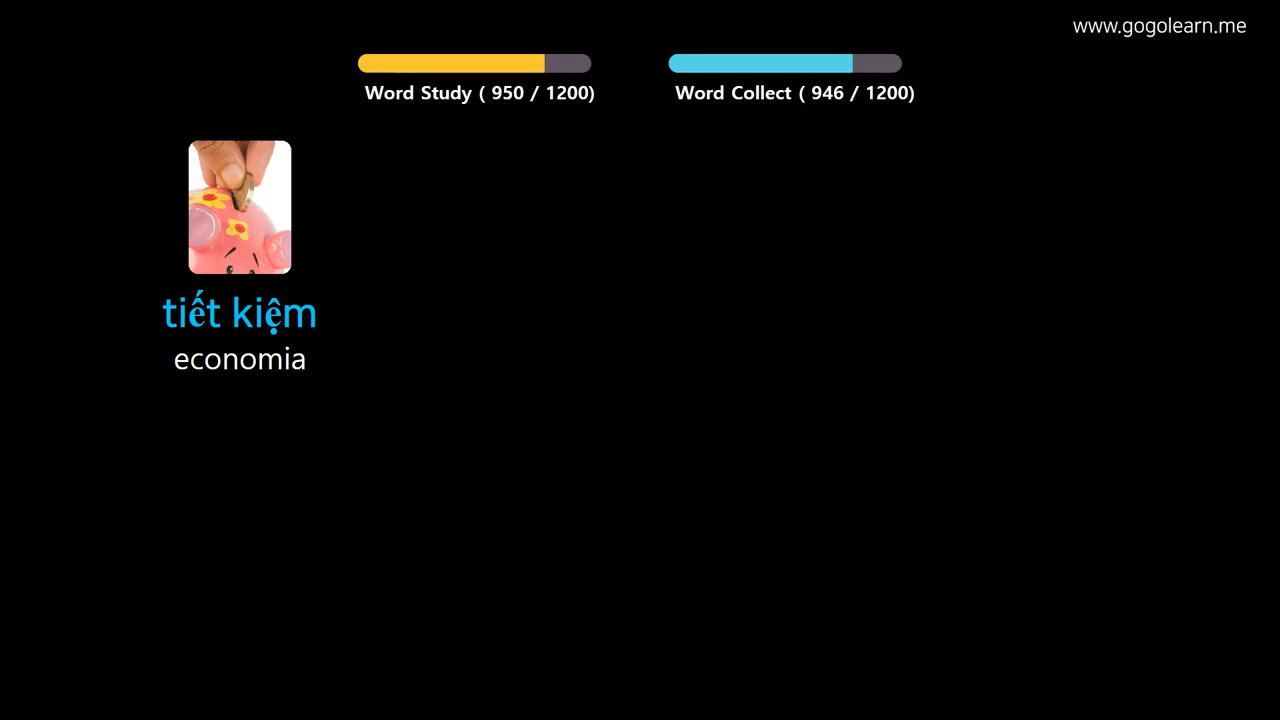 www.gogolearn.me
Word Study ( 950 / 1200)
Word Collect ( 946 / 1200)
tiết kiệm
economia